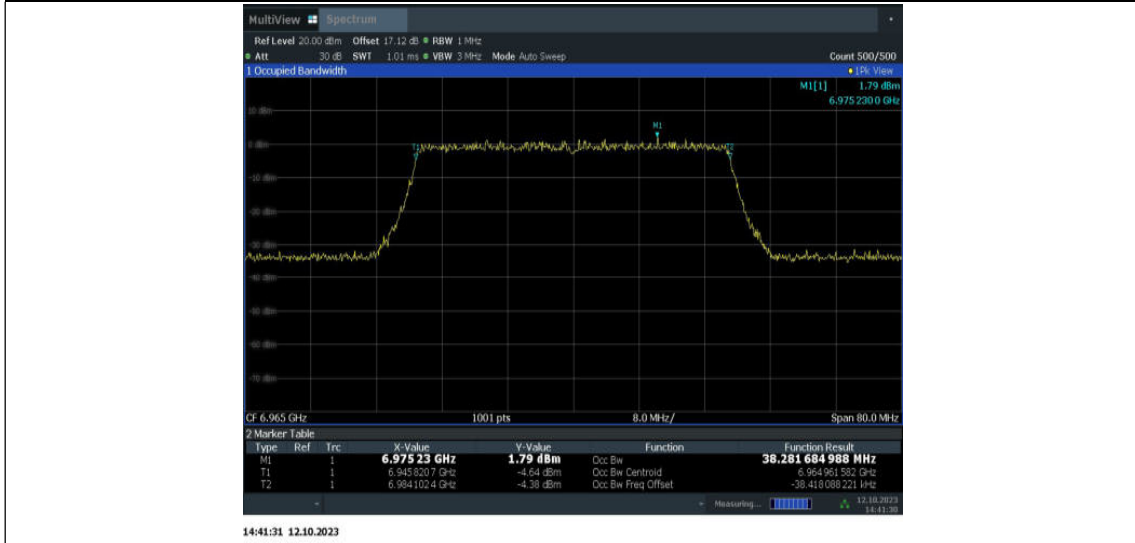 MultiView Spectrum
Ref Level 20.00 dBm Offset 17.12 dB RBW 1 MHz
Att 30 dB SWT 1.01 ms VBW 3 MHz Mode Auto Sweep Count 500/500
1 Occupied Bandwidth 1Pk View
M1[1] 1.79 dBm
6.975 230 0 GHz
10 dBm
M1
0 dBm
T1 T2
-10 dBm
-20 dBm
-30 dBm
-40 dBm
-50 dBm
-60 dBm
-70 dBm
CF 6.965 GHz 1001 pts 8.0 MHz/ Span 80.0 MHz
2 Marker Table
Type Ref Trc X-Value Y-Value Function Function Result
M1 1 6.975 23 GHz 1.79 dBm Occ Bw 38.281 684 988 MHz
T1 1 6.945 820 7 GHz -4.64 dBm Occ Bw Centroid 6.964 961 582 GHz
T2 1 6.984 102 4 GHz -4.38 dBm Occ Bw Freq Offset -38.418 088 221 kHz
Measuring... 12.10.2023
14:41:30
14:41:31 12.10.2023